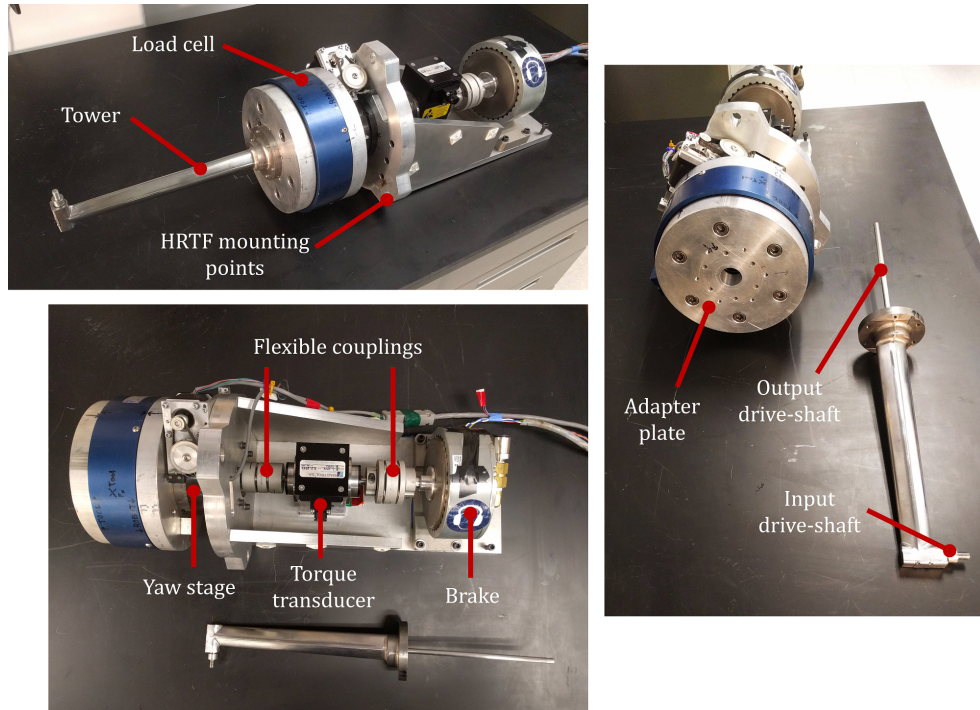 Load cell
Tower
HRTF mounting
points
Flexible couplings
Yaw stage
Torque
transducer
Brake
Adapter
plate
Output
drive-shaft
Input
drive-shaft